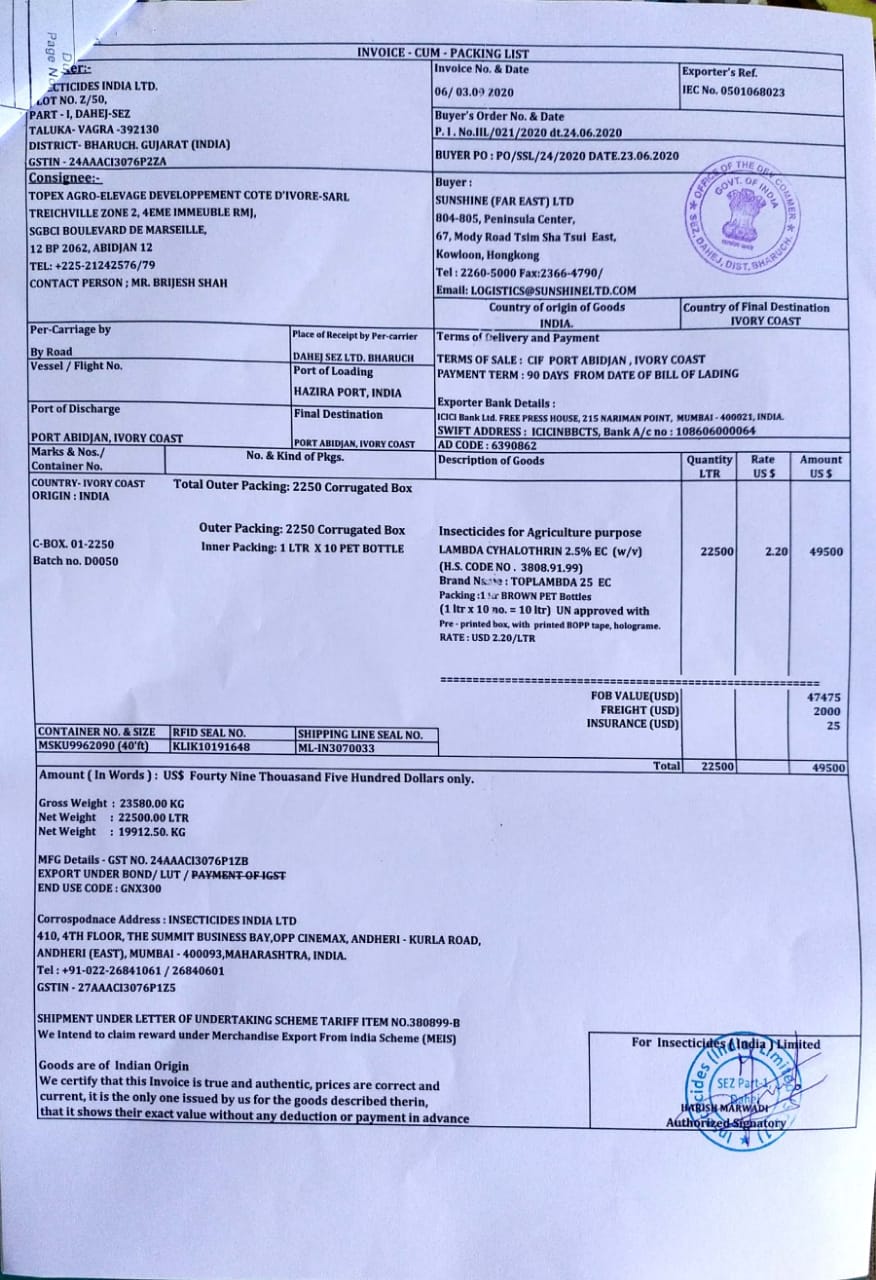 INVOICE - CUM - PACKING LIST
Page
INDIA LTD.
PLOT NO. Z/50,
PART - I, DAHEJ-SEZ
TALUKA- VAGRA -392130
DISTRICT- BHARUCH. GUJARAT (INDIA)
GSTIN - 24AAACI3076P2ZA
Invoice No. & Date
06/ 03.09 2020
Exporter's Ref.
IEC No. 0501068023
Buyer's Order No. & Date
P. I . No.IIL/021/2020 dt.24.06.2020
BUYER PO : PO/SSL/24/2020 DATE.23.06.2020
Consignee:-
TOPEX AGRO-ELEVAGE DEVELOPPEMENT COTE D'IVORE-SARL
TREICHVILLE ZONE 2, 4EME IMMEUBLE RMJ,
SGBCI BOULEVARD DE MARSEILLE,
12 BP 2062, ABIDJAN 12
TEL: +225-21242576/79
CONTACT PERSON ; MR. BRIJESH SHAH
Buyer :
SUNSHINE (FAR EAST) LTD
804-805, Peninsula Center,
67, Mody Road Tsim Sha Tsui East,
Kowloon, Hongkong
Tel : 2260-5000 Fax:2366-4790/
Email: LOGISTICS@SUNSHINELTD.COM
GOVT. OF INDIA
SEZ, DAHEJ, DIST. BHARUCH.
Country of origin of Goods
INDIA.
Country of Final Destination
IVORY COAST
Per-Carriage by
By Road
Place of Receipt by Per-carrier
DAHEJ SEZ LTD. BHARUCH
Vessel / Flight No.
Port of Loading
HAZIRA PORT, INDIA
Port of Discharge
PORT ABIDJAN, IVORY COAST
Final Destination
PORT ABIDJAN, IVORY COAST
Terms of Delivery and Payment
TERMS OF SALE : CIF PORT ABIDJAN , IVORY COAST
PAYMENT TERM : 90 DAYS FROM DATE OF BILL OF LADING
Exporter Bank Details :
ICICI Bank Ltd. FREE PRESS HOUSE, 215 NARIMAN POINT, MUMBAI - 400021, INDIA.
SWIFT ADDRESS : ICICINBBCTS, Bank A/c no : 108606000064
AD CODE : 6390862
Marks & Nos./
Container No.
No. & Kind of Pkgs.
Description of Goods
Quantity
LTR
Rate
US $
Amount
US $
COUNTRY- IVORY COAST
ORIGIN : INDIA
Total Outer Packing: 2250 Corrugated Box
C-BOX. 01-2250
Batch no. D0050
Outer Packing: 2250 Corrugated Box
Inner Packing: 1 LTR X 10 PET BOTTLE
Insecticides for Agriculture purpose
LAMBDA CYHALOTHRIN 2.5% EC (w/v)
22500 2.20 49500
(H.S. CODE NO . 3808.91.99)
Brand : TOPLAMBDA 25 EC
Packing :1 BROWN PET Bottles
(1 ltr x 10 no. = 10 ltr) UN approved with
Pre - printed box, with printed BOPP tape, holograme.
RATE : USD 2.20/LTR
====================================================
FOB VALUE(USD) 47475
FREIGHT (USD) 2000
INSURANCE (USD) 25
CONTAINER NO. & SIZE RFID SEAL NO. SHIPPING LINE SEAL NO.
MSKU9962090 (40'ft) KLIK10191648 ML-IN3070033
Total 22500 49500
Amount ( In Words ) : US$ Fourty Nine Thouasand Five Hundred Dollars only.
Gross Weight : 23580.00 KG
Net Weight : 22500.00 LTR
Net Weight : 19912.50. KG
MFG Details - GST NO. 24AAACI3076P1ZB
EXPORT UNDER BOND/ LUT / PAYMENT OF IGST
END USE CODE : GNX300
Corrospodnace Address : INSECTICIDES INDIA LTD
410, 4TH FLOOR, THE SUMMIT BUSINESS BAY,OPP CINEMAX, ANDHERI - KURLA ROAD,
ANDHERI (EAST), MUMBAI - 400093,MAHARASHTRA, INDIA.
Tel : +91-022-26841061 / 26840601
GSTIN - 27AAACI3076P1Z5
SHIPMENT UNDER LETTER OF UNDERTAKING SCHEME TARIFF ITEM NO.380899-B
We Intend to claim reward under Merchandise Export From India Scheme (MEIS)
Goods are of Indian Origin
We certify that this Invoice is true and authentic, prices are correct and
current, it is the only one issued by us for the goods described therin,
that it shows their exact value without any deduction or payment in advance
For Insecticides ( India ) Limited
SEZ Part-1
HARISH MARWADI
Authorized Signatory